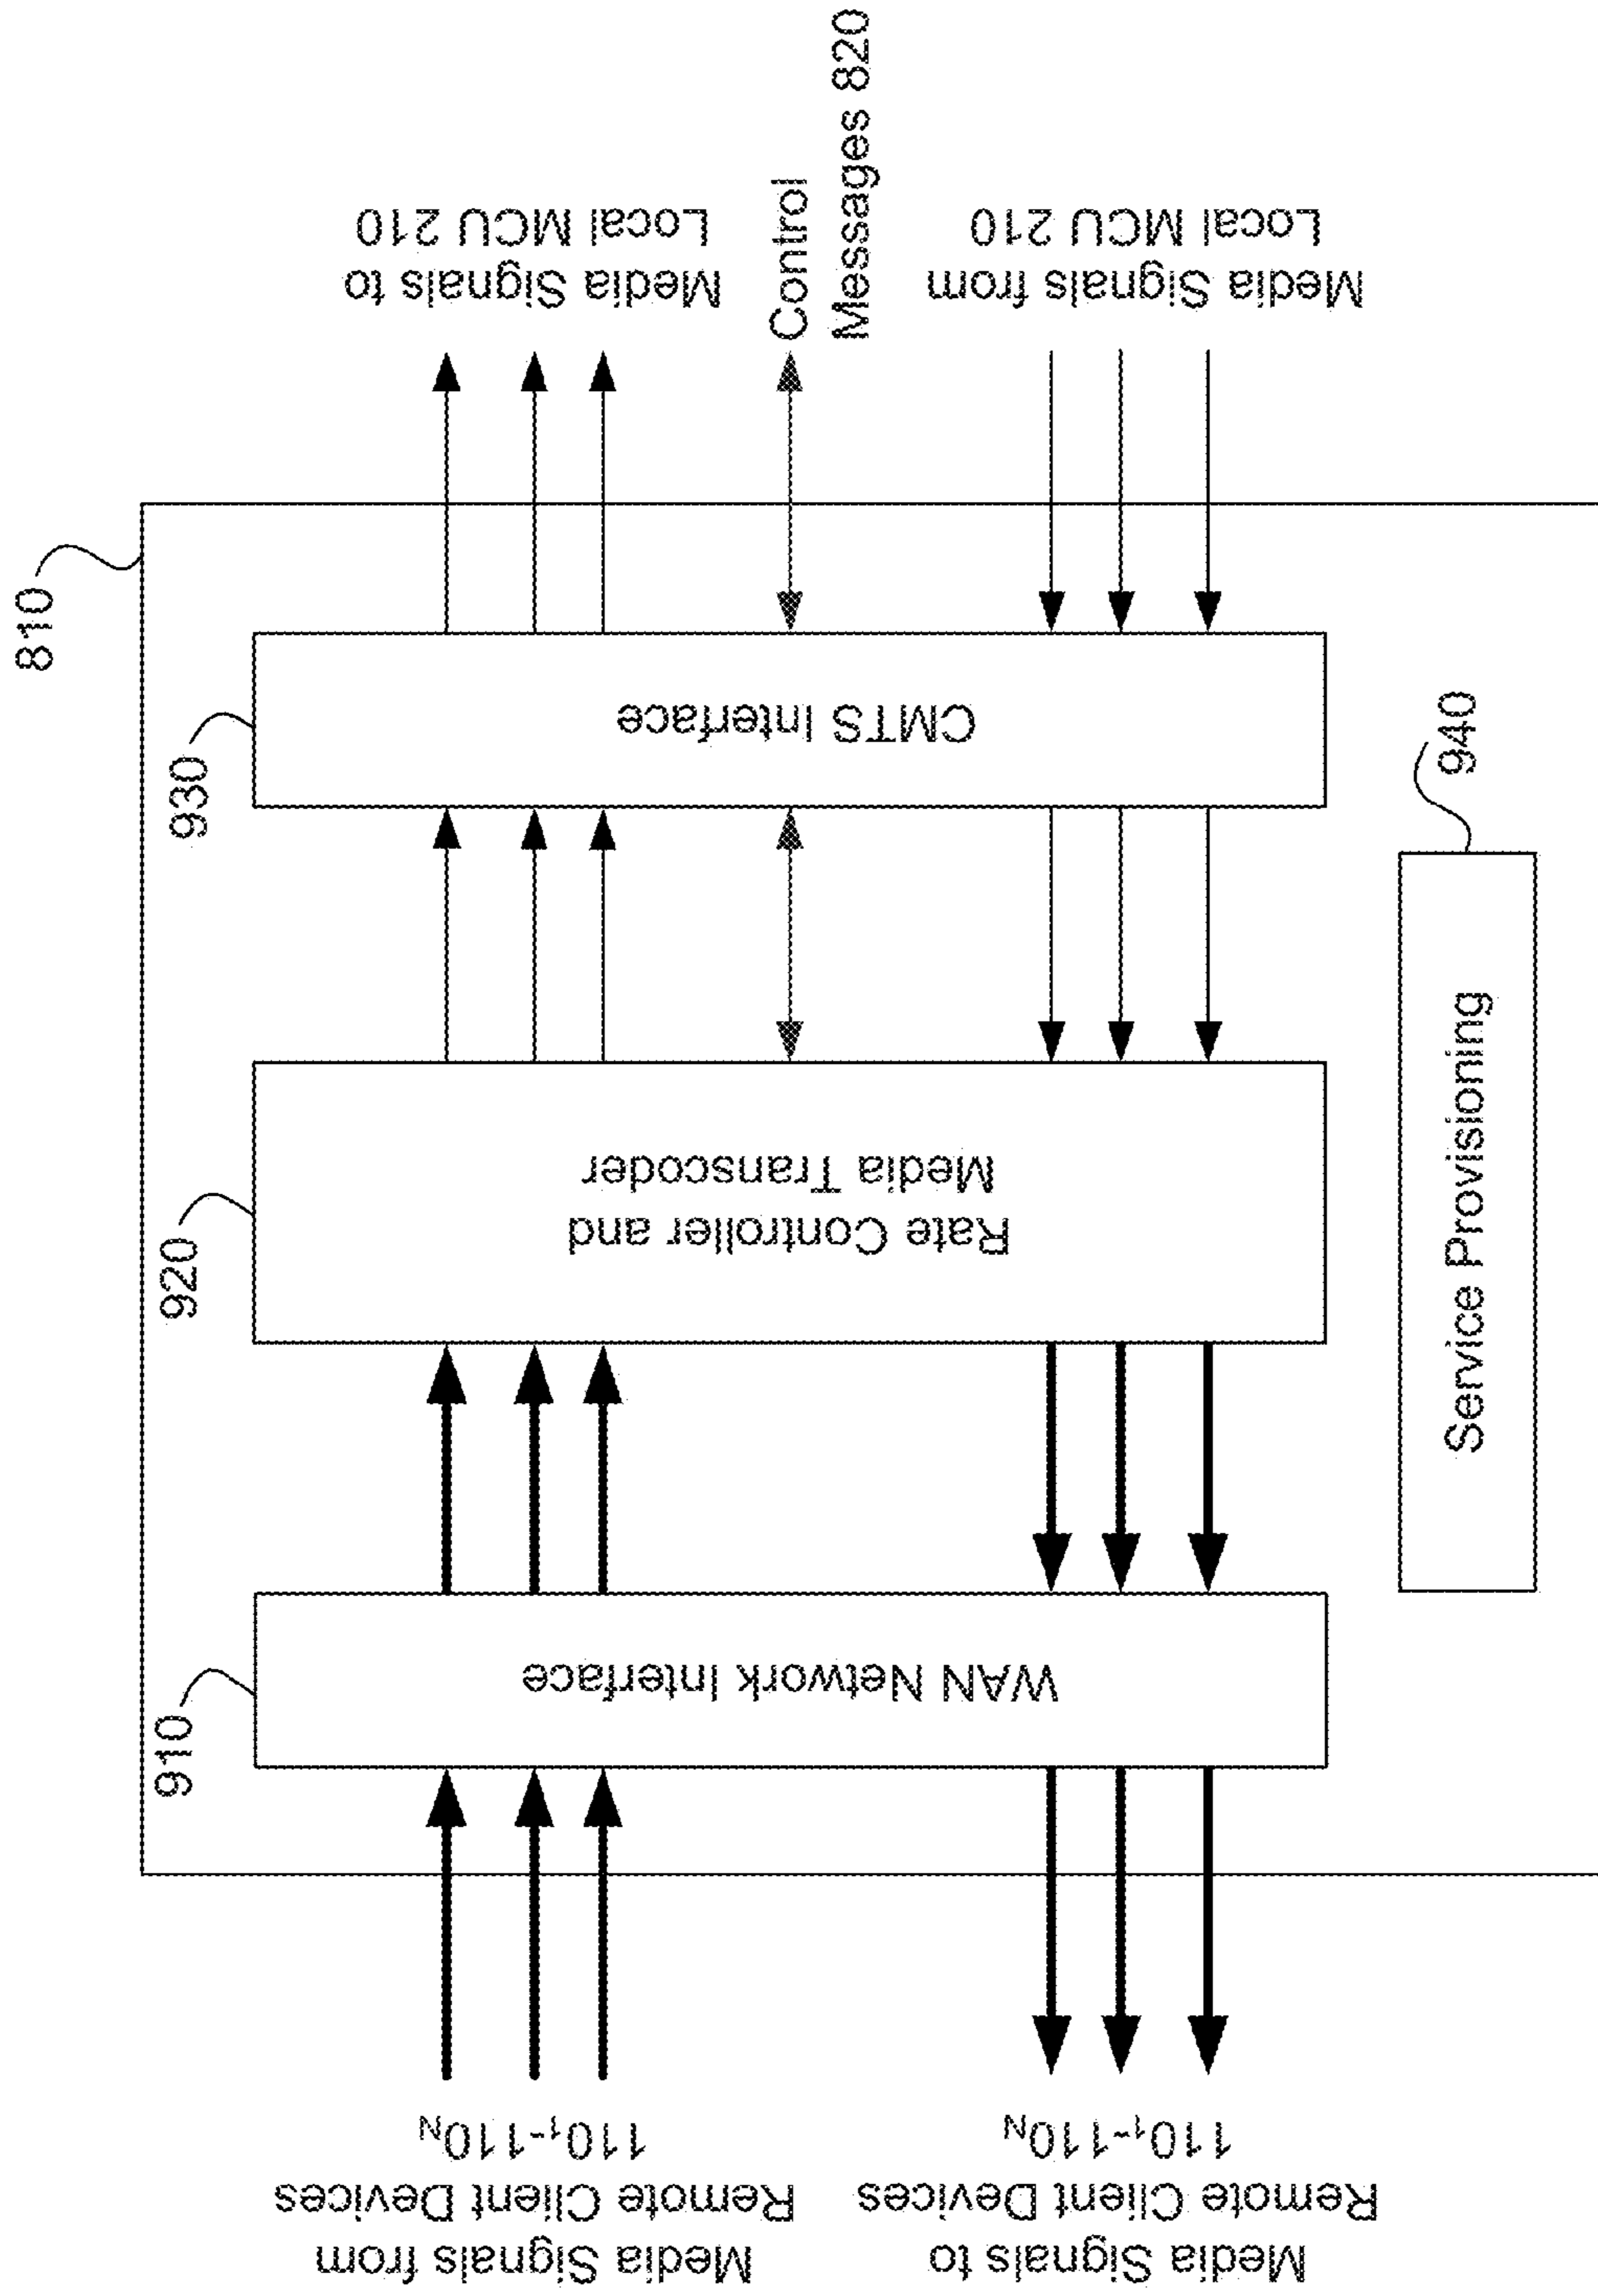 810
910
920
930
940
Media Signals from
Remote Client Devices
110₁-110ₙ
Media Signals to
Remote Client Devices
110₁-110ₙ
WAN Network Interface
Rate Controller and
Media Transcoder
CMTS Interface
Service Provisioning
Media Signals to
Local MCU 210
Control
Messages 820
Media Signals from
Local MCU 210